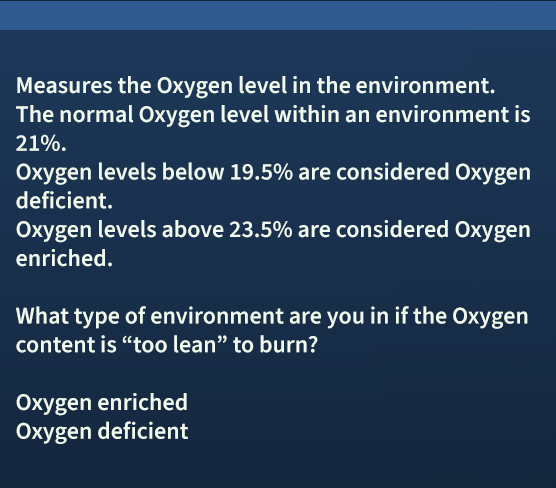 Measures the Oxygen level in the environment.
The normal Oxygen level within an environment is
21%.
Oxygen levels below 19.5% are considered Oxygen
deficient.
Oxygen levels above 23.5% are considered Oxygen
enriched.
What type of environment are you in if the Oxygen
content is “too lean” to burn?
Oxygen enriched
Oxygen deficient